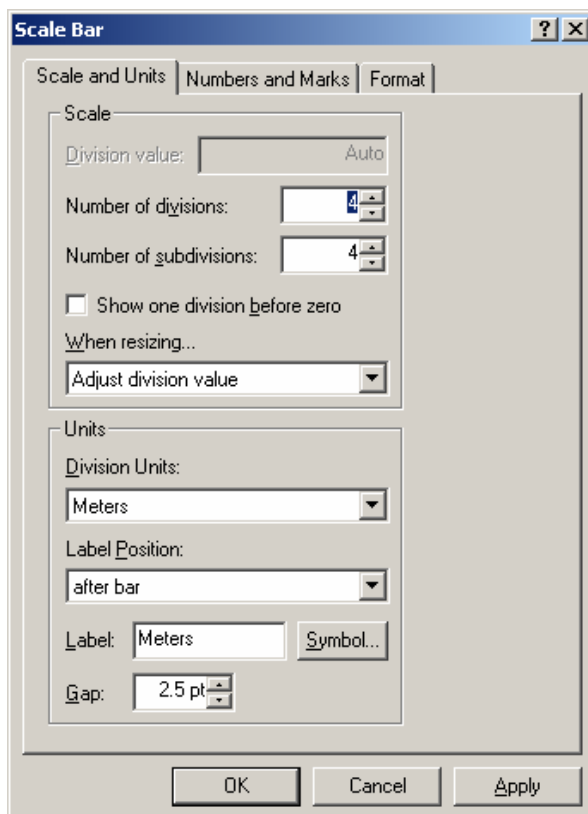 Scale Bar
Scale and Units Numbers and Marks Format
Scale
Division value: Auto
Number of divisions: 4
Number of subdivisions: 4
Show one division before zero
When resizing...
Adjust division value
Units
Division Units:
Meters
Label Position:
after bar
Label: Meters Symbol...
Gap: 2.5 pt
OK Cancel Apply